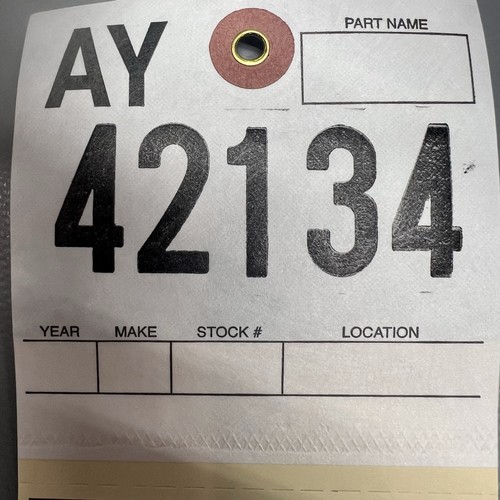 AY
PART NAME
42134
YEAR MAKE STOCK # LOCATION